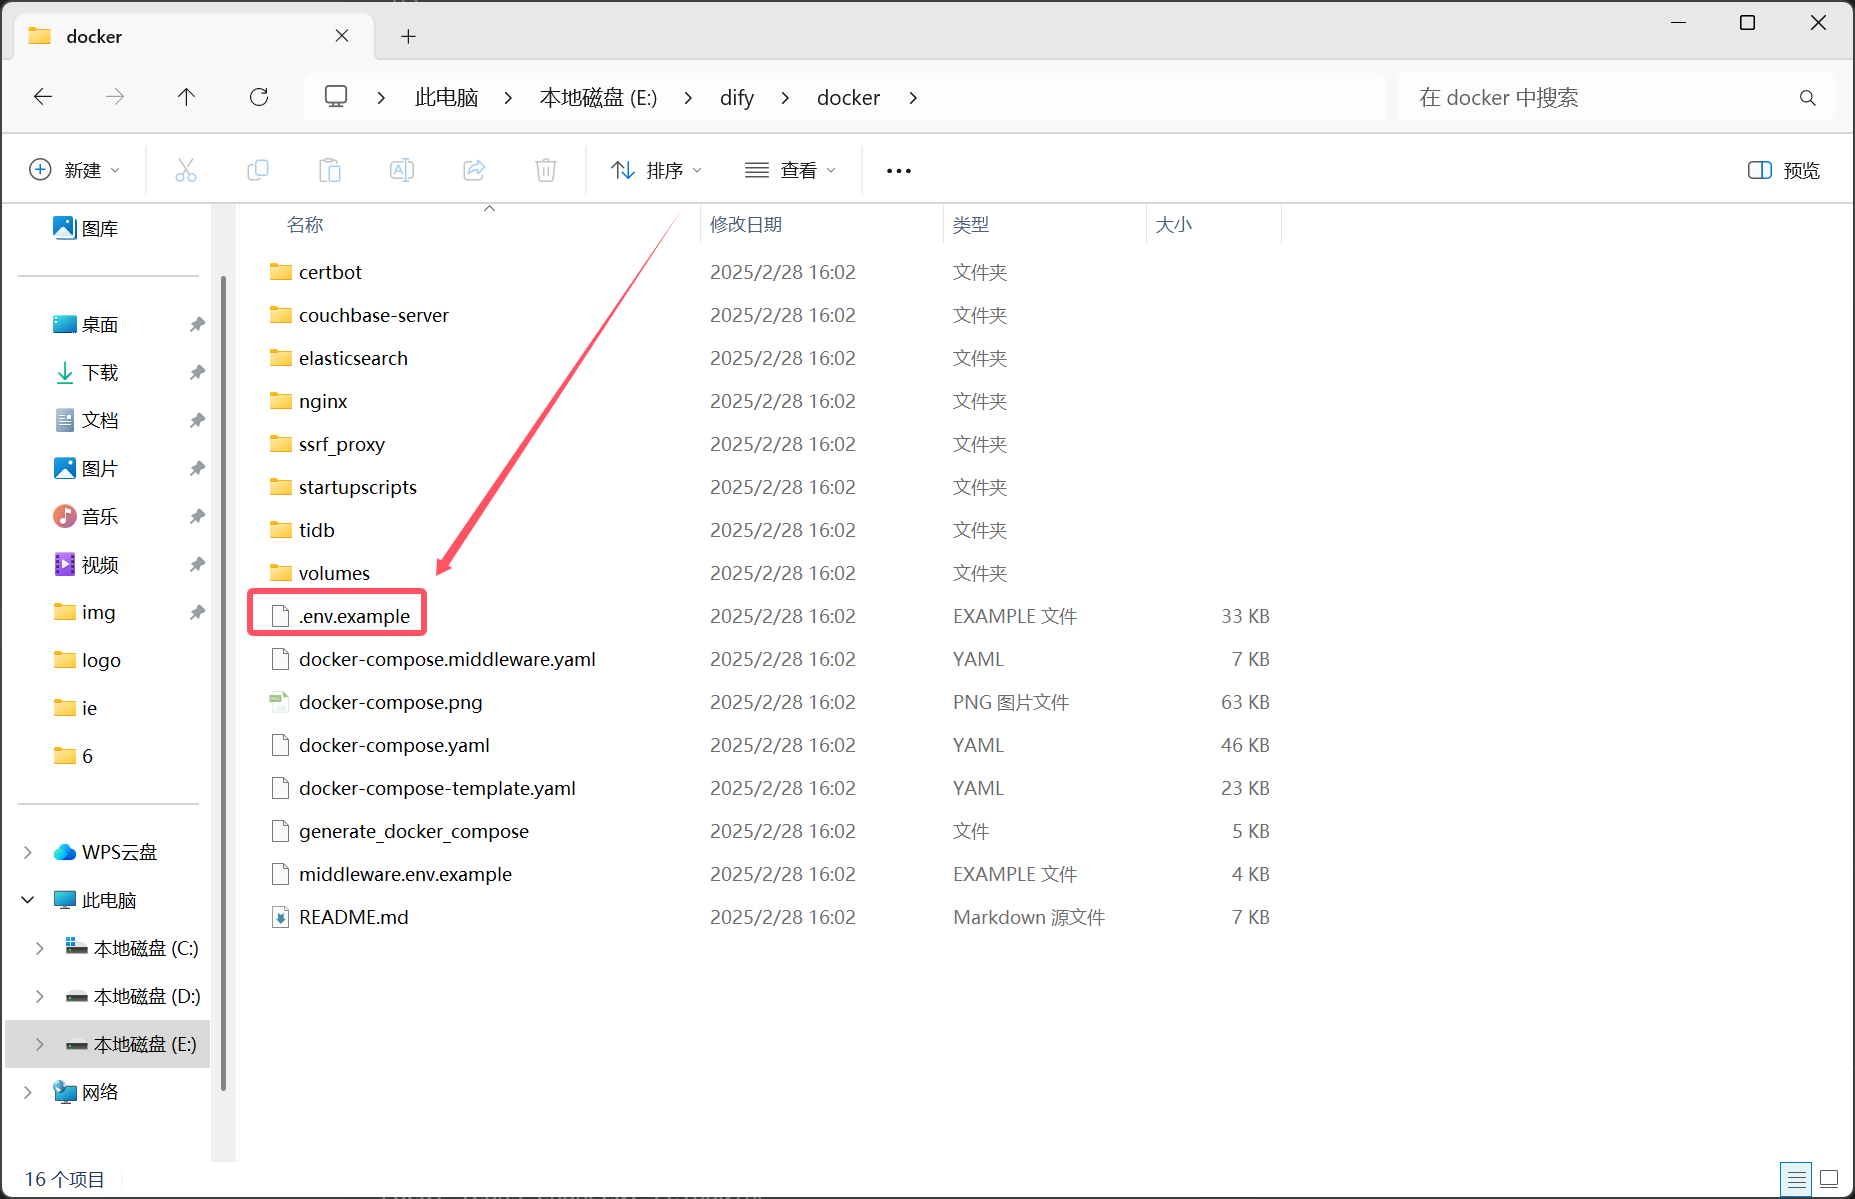 docker
此电脑 本地磁盘 (E:) dify docker
在 docker 中搜索
新建 排序 查看 预览
图库
桌面
下载
文档
图片
音乐
视频
img
logo
ie
6
WPS云盘
此电脑
本地磁盘 (C:)
本地磁盘 (D:)
本地磁盘 (E:)
网络
名称 修改日期 类型 大小
certbot 2025/2/28 16:02 文件夹
couchbase-server 2025/2/28 16:02 文件夹
elasticsearch 2025/2/28 16:02 文件夹
nginx 2025/2/28 16:02 文件夹
ssrf_proxy 2025/2/28 16:02 文件夹
startupscripts 2025/2/28 16:02 文件夹
tidb 2025/2/28 16:02 文件夹
volumes 2025/2/28 16:02 文件夹
.env.example 2025/2/28 16:02 EXAMPLE 文件 33 KB
docker-compose.middleware.yaml 2025/2/28 16:02 YAML 7 KB
docker-compose.png 2025/2/28 16:02 PNG 图片文件 63 KB
docker-compose.yaml 2025/2/28 16:02 YAML 46 KB
docker-compose-template.yaml 2025/2/28 16:02 YAML 23 KB
generate_docker_compose 2025/2/28 16:02 文件 5 KB
middleware.env.example 2025/2/28 16:02 EXAMPLE 文件 4 KB
README.md 2025/2/28 16:02 Markdown 源文件 7 KB
16 个项目